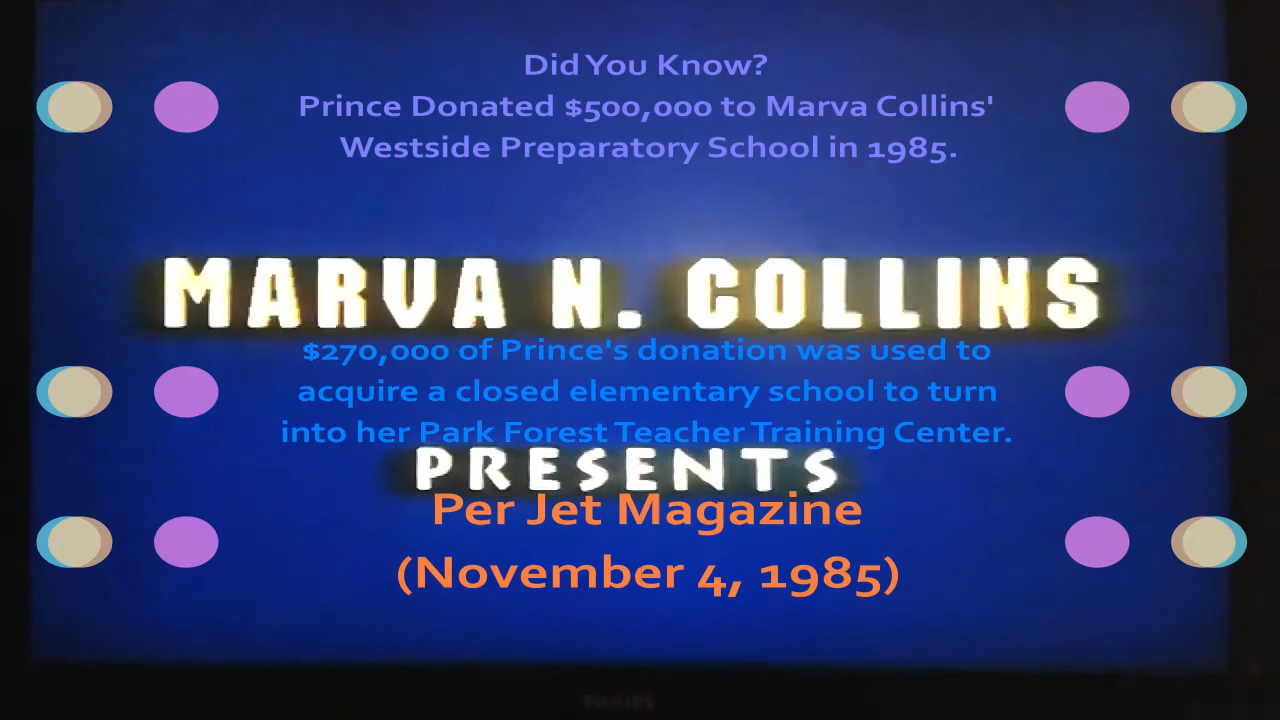 Did You Know?
Prince Donated $500,000 to Marva Collins'
Westside Preparatory School in 1985.
MARVA N. COLLINS
$270,000 of Prince's donation was used to
acquire a closed elementary school to turn
into her Park Forest Teacher Training Center.
PRESENTS
Per Jet Magazine
(November 4, 1985)
PHILIPS